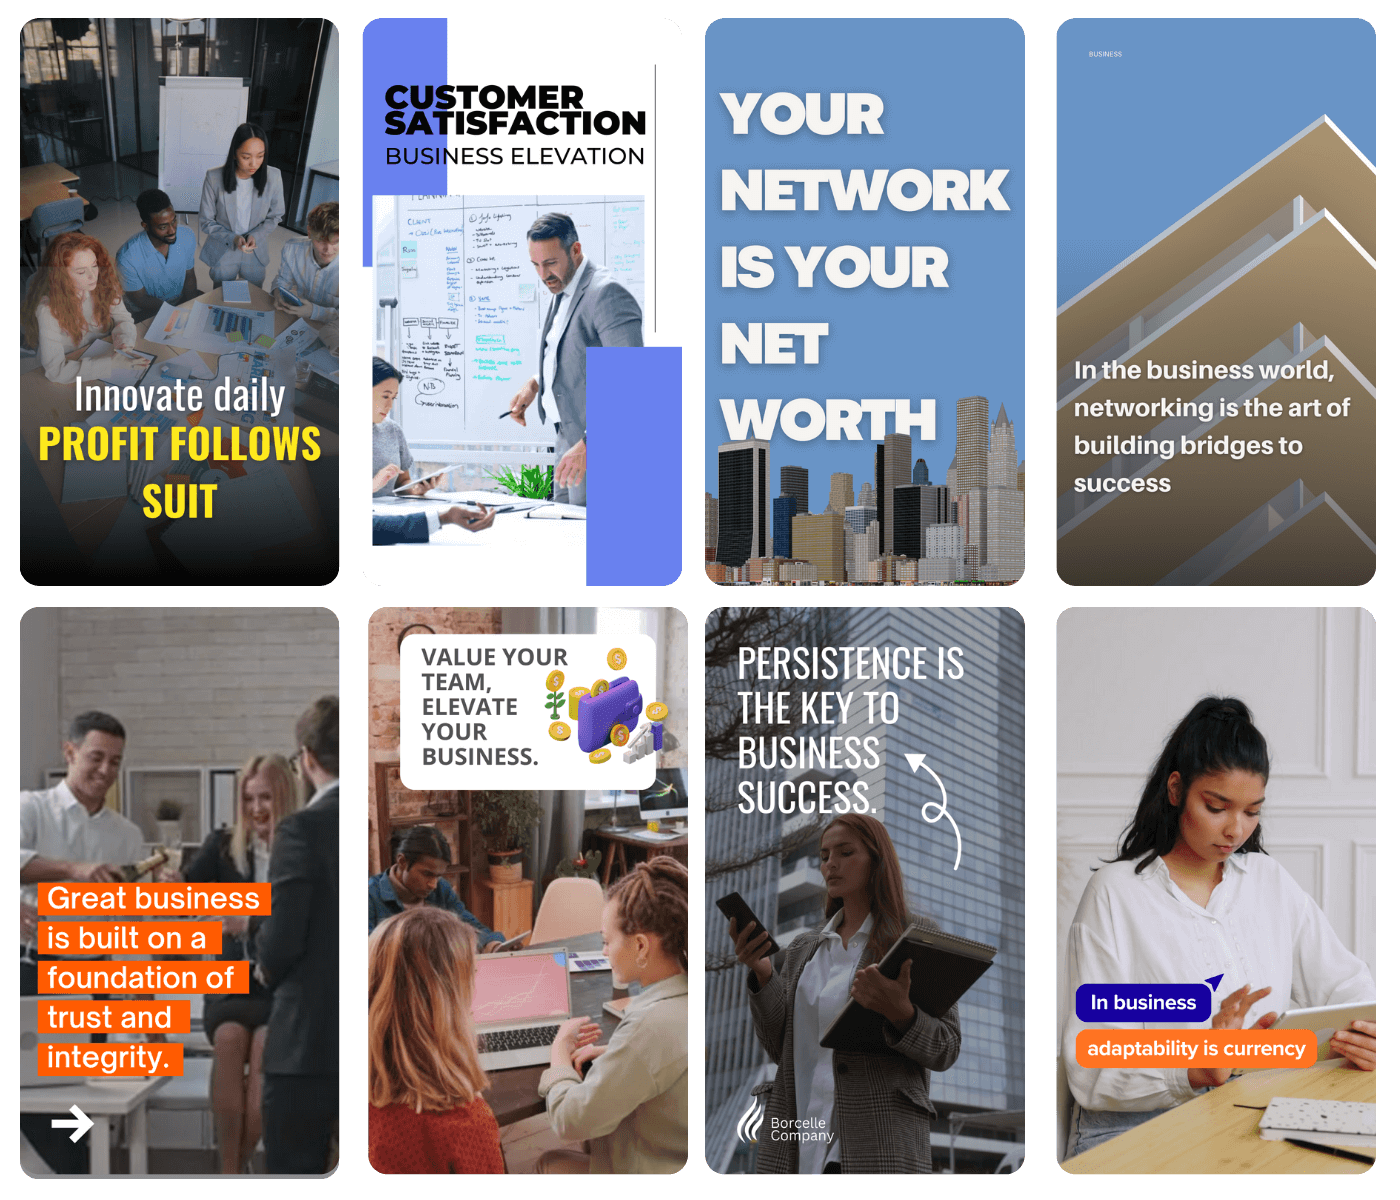 Innovate daily
PROFIT FOLLOWS
SUIT
CUSTOMER
SATISFACTION
BUSINESS ELEVATION
CLIENT
YOUR
NETWORK
IS YOUR
NET
WORTH
BUSINESS
In the business world,
networking is the art of
building bridges to
success
Great business
is built on a
foundation of
trust and
integrity.
VALUE YOUR
TEAM,
ELEVATE
YOUR
BUSINESS.
PERSISTENCE IS
THE KEY TO
BUSINESS
SUCCESS.
Borcelle
Company
In business
adaptability is currency